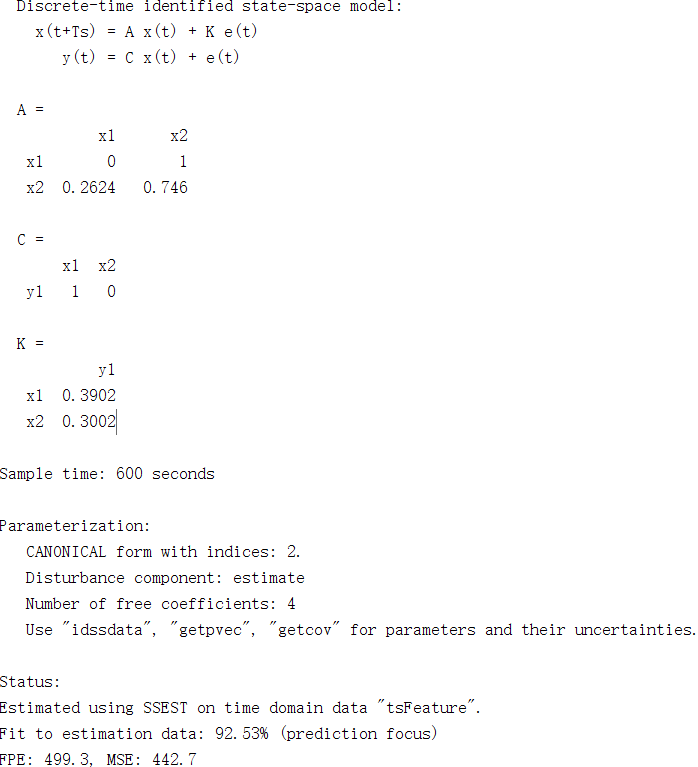 Discrete-time identified state-space model:
x(t+Ts) = A x(t) + K e(t)
y(t) = C x(t) + e(t)
A =
x1 x2
x1 0 1
x2 0.2624 0.746
C =
x1 x2
y1 1 0
K =
y1
x1 0.3902
x2 0.3002
Sample time: 600 seconds
Parameterization:
CANONICAL form with indices: 2.
Disturbance component: estimate
Number of free coefficients: 4
Use "idssdata", "getpvec", "getcov" for parameters and their uncertainties.
Status:
Estimated using SSEST on time domain data "tsFeature".
Fit to estimation data: 92.53% (prediction focus)
FPE: 499.3, MSE: 442.7